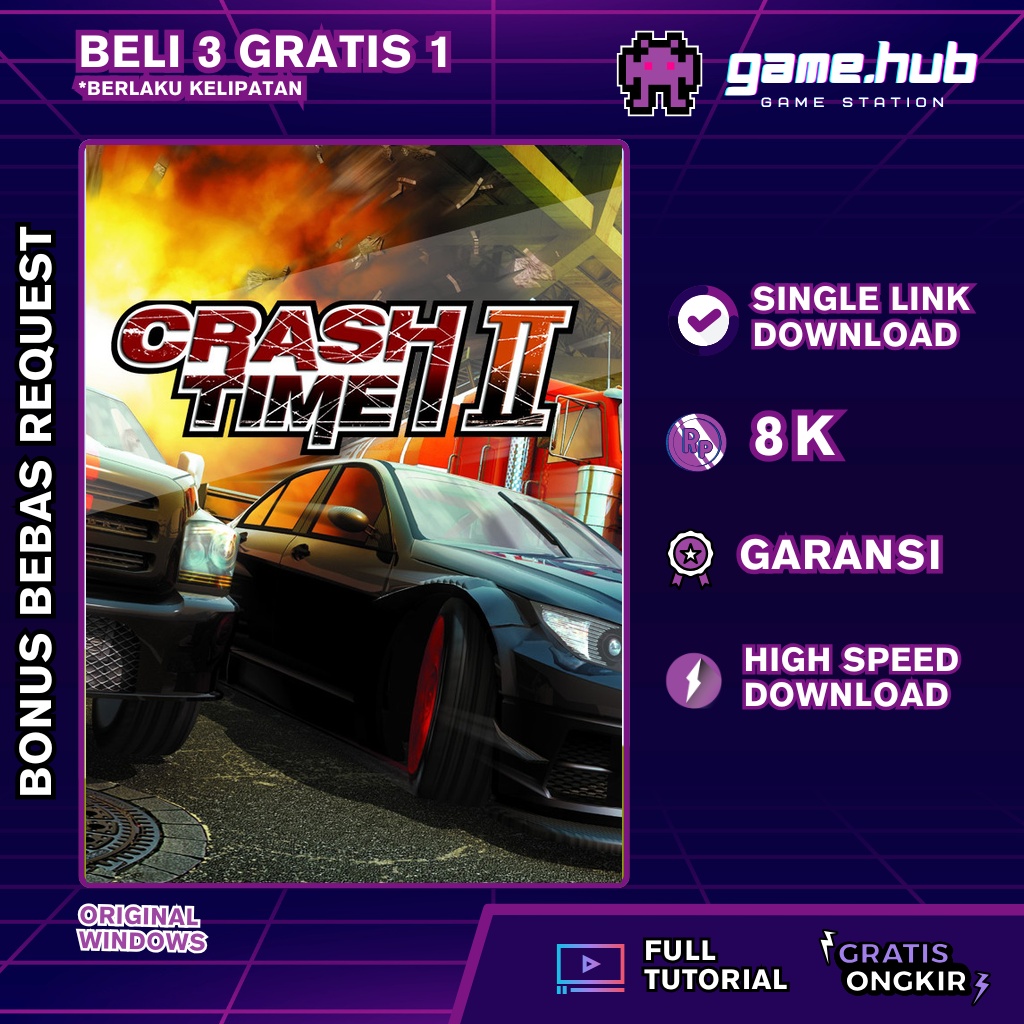 BELI 3 GRATIS 1
*BERLAKU KELIPATAN
game.hub
GAME STATION
BONUS BEBAS REQUEST
CRASH
TIME II
SINGLE LINK
DOWNLOAD
Rp
8K
GARANSI
HIGH SPEED
DOWNLOAD
ORIGINAL
WINDOWS
FULL
TUTORIAL
GRATIS
ONGKIR